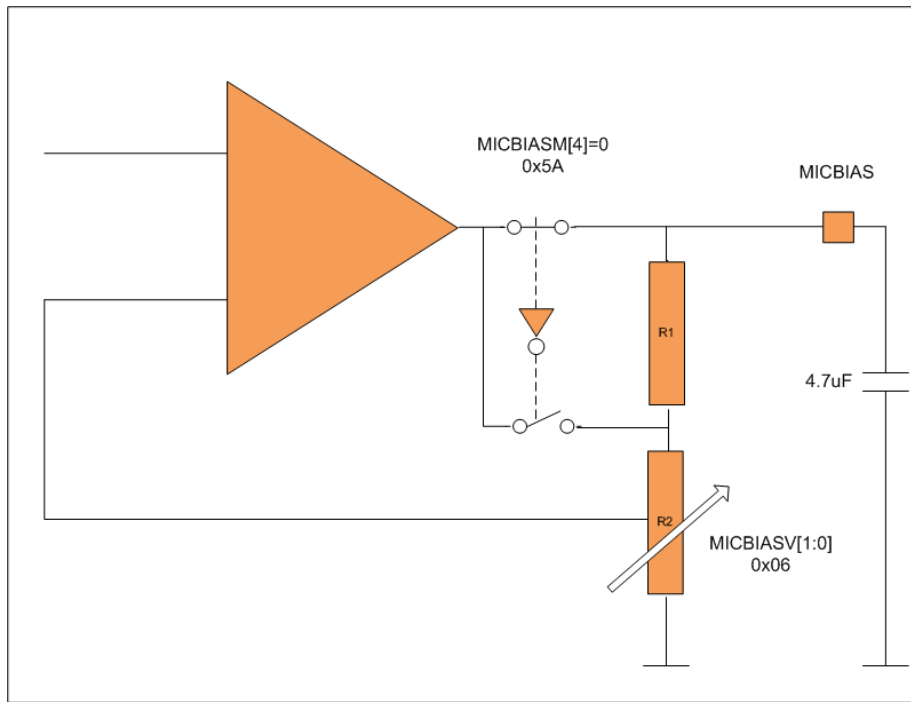 MICBIASM[4]=0
0x5A
MICBIAS
R1
4.7uF
R2
MICBIASV[1:0]
0x06